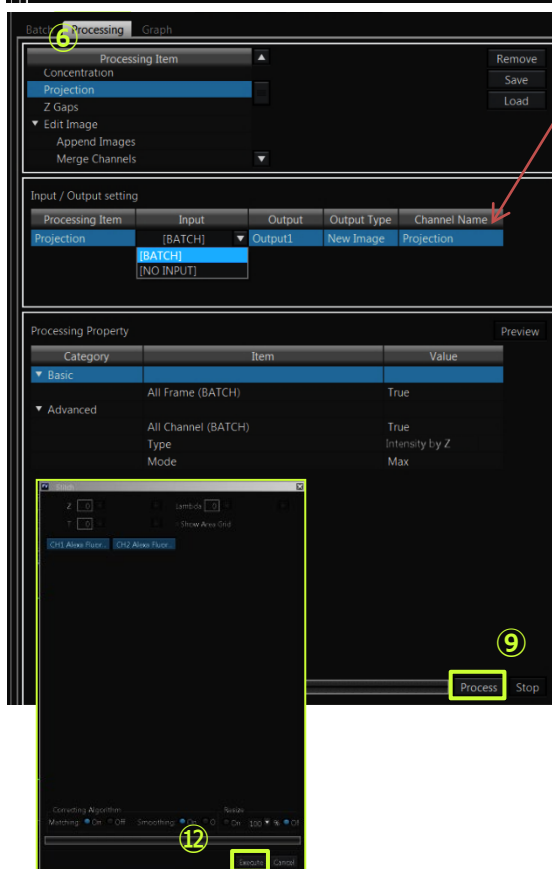 Batch Processing Graph
⑥
Processing Item
Remove
Concentration
Save
Projection
Load
Z Gaps
Edit Image
Append Images
Merge Channels
Input / Output setting
Processing Item Input Output Output Type Channel Name
Projection [BATCH] Output1 New Image Projection
[BATCH]
[NO INPUT]
Processing Property Preview
Category Item Value
Basic
All Frame (BATCH) True
Advanced
All Channel (BATCH) True
Type Intensity by Z
Mode Max
Stitch
Z 0 Lambda 0
T 0 Show Area Grid
CH1 Alexa Fluor... CH2 Alexa Fluor...
⑨
Process Stop
Correcting Algorithm Resize
Matching: On Off Smoothing: On O On 100 % Of
⑫
Execute Cancel